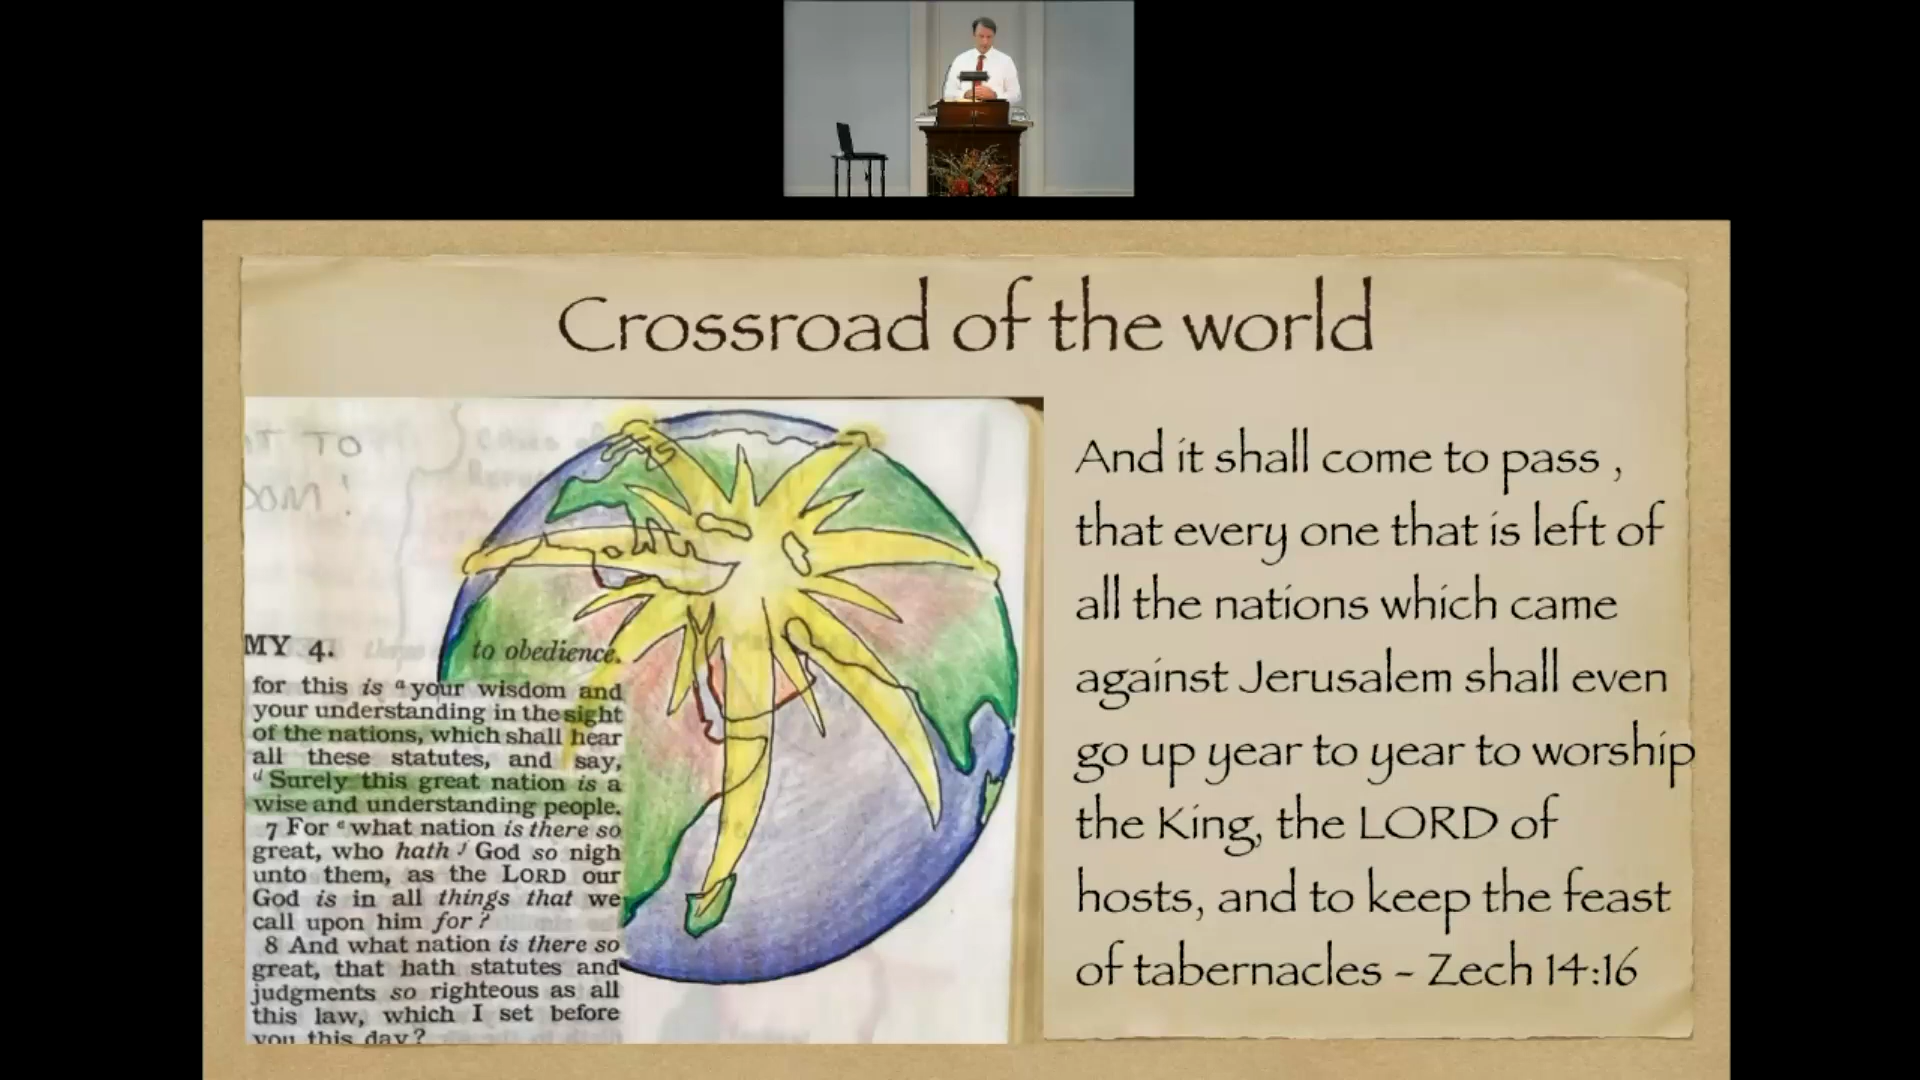 Crossroad of the world
And it shall come to pass ,
that every one that is left of
all the nations which came
against Jerusalem shall even
go up year to year to worship
the King, the LORD of
hosts, and to keep the feast
of tabernacles - Zech 14:16
TO
OM!
MY 4. to obedience.
for this is a your wisdom and
your understanding in the sight
of the nations, which shall hear
all these statutes, and say,
d Surely this great nation is a
wise and understanding people.
7 For e what nation is there so
great, who hath f God so nigh
unto them, as the LORD our
God is in all things that we
call upon him for?
8 And what nation is there so
great, that hath statutes and
judgments so righteous as all
this law, which I set before
you this day?